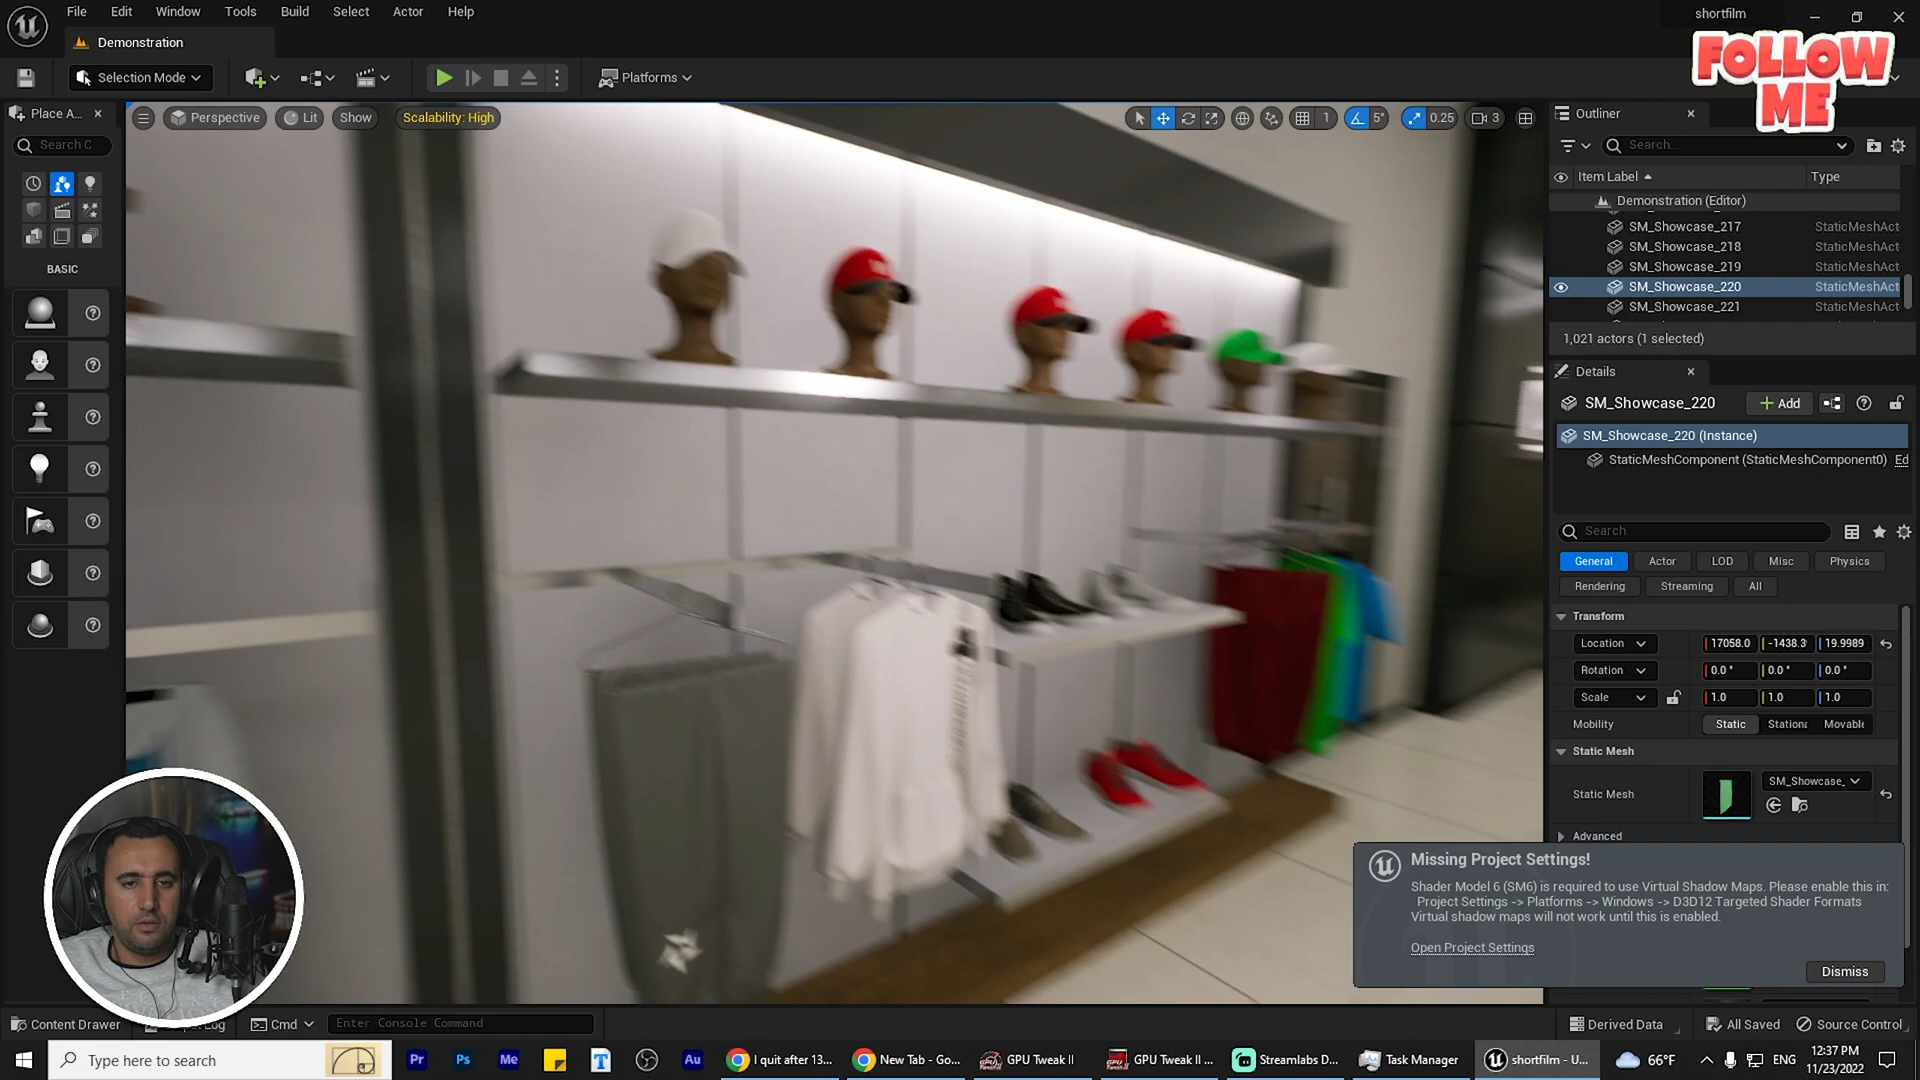 File Edit Window Tools Build Select Actor Help
shortfilm
Demonstration
FOLLOW
ME
Selection Mode
Platforms
Place A...
Search C
BASIC
Perspective
Lit
Show
Scalability: High
1
5°
0.25
3
Outliner
Search...
Item Label
Type
Demonstration (Editor)
SM_Showcase_217 StaticMeshAct
SM_Showcase_218 StaticMeshAct
SM_Showcase_219 StaticMeshAct
SM_Showcase_220 StaticMeshAct
SM_Showcase_221 StaticMeshAct
1,021 actors (1 selected)
Details
SM_Showcase_220
Add
SM_Showcase_220 (Instance)
StaticMeshComponent (StaticMeshComponent0) Ed
Search
General Actor LOD Misc Physics
Rendering Streaming All
Transform
Location 17058.0 -1438.3 19.9989
Rotation 0.0° 0.0° 0.0°
Scale 1.0 1.0 1.0
Mobility Static Stationa Movable
Static Mesh
Static Mesh SM_Showcase_
Advanced
Missing Project Settings!
Shader Model 6 (SM6) is required to use Virtual Shadow Maps. Please enable this in:
Project Settings -> Platforms -> Windows -> D3D12 Targeted Shader Formats
Virtual shadow maps will not work until this is enabled.
Open Project Settings
Dismiss
Content Drawer
Log
Cmd
Enter Console Command
Derived Data
All Saved
Source Control
Type here to search
Pr
Ps
Me
T
Au
I quit after 13...
New Tab - Go...
GPU Tweak II
GPU Tweak II ...
Streamlabs D...
Task Manager
shortfilm - U...
66°F
ENG
12:37 PM
11/23/2022